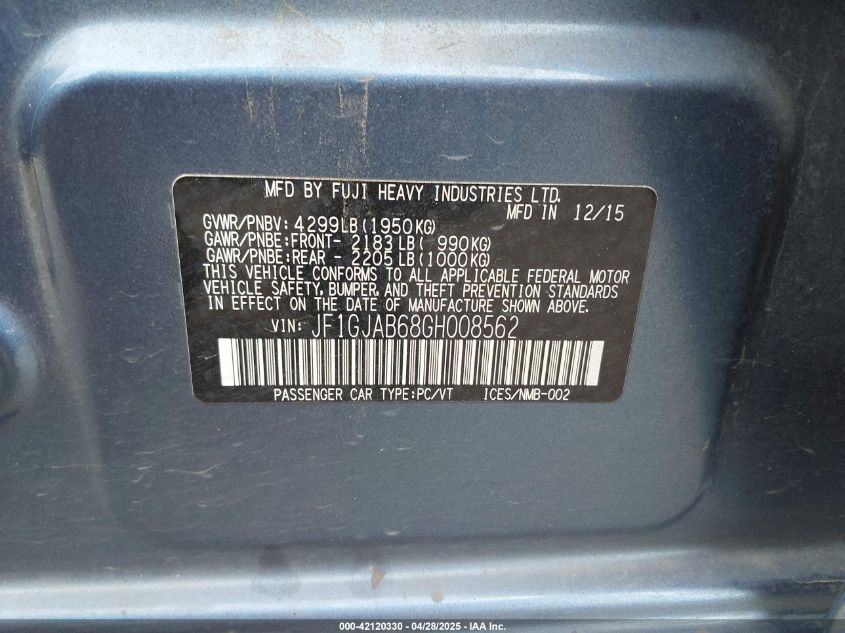 MFD BY FUJI HEAVY INDUSTRIES LTD.
MFD IN 12/15
GVWR/PNBV: 4299LB (1950KG)
GAWR/PNBE:FRONT- 2183LB ( 990KG)
GAWR/PNBE:REAR - 2205LB (1000KG)
THIS VEHICLE CONFORMS TO ALL APPLICABLE FEDERAL MOTOR
VEHICLE SAFETY, BUMPER, AND THEFT PREVENTION STANDARDS
IN EFFECT ON THE DATE OF MANUFACTURE SHOWN ABOVE.
VIN: JF1GJAB68GH008562
PASSENGER CAR TYPE:PC/VT ICES/NMB-002
000-42120330 - 04/28/2025 - IAA Inc.